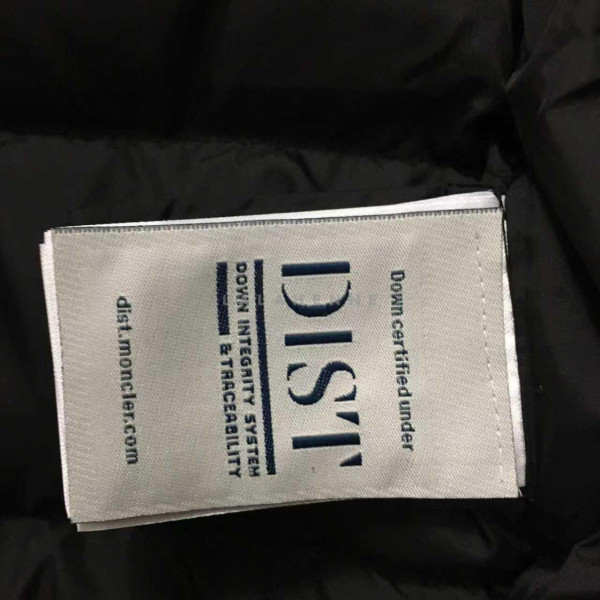 Down certified under
DIST
DOWN INTEGRITY SYSTEM
& TRACEABILITY
dist.moncler.com